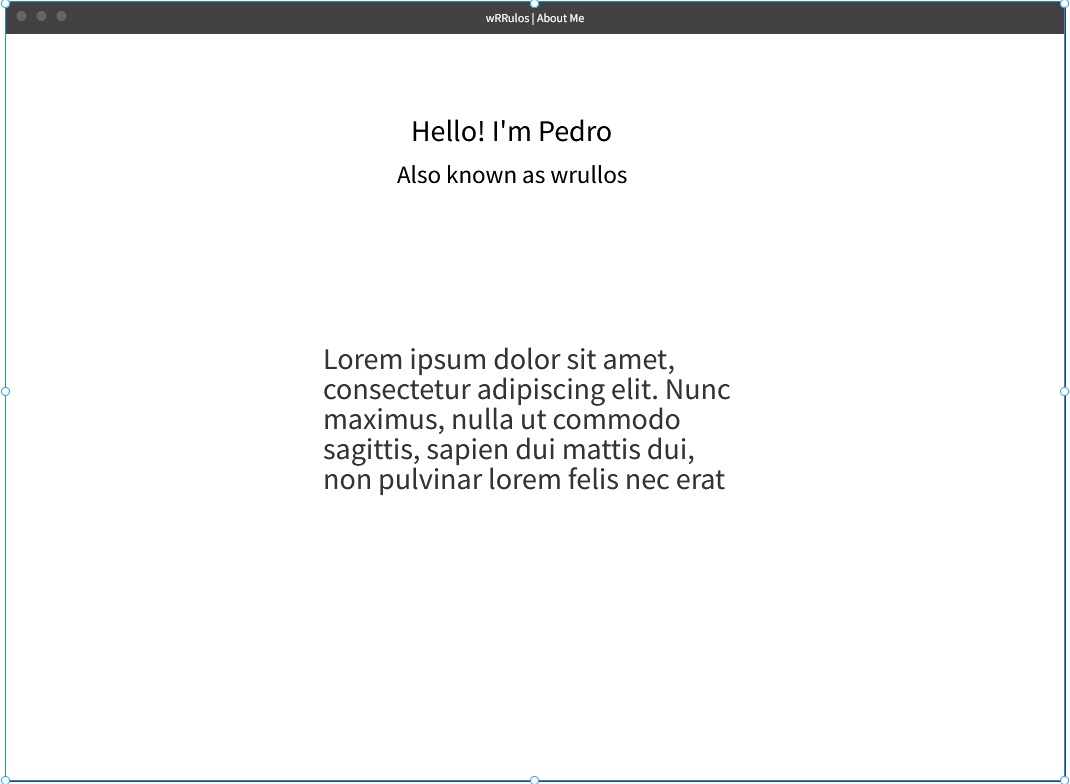 wRRulos | About Me
Hello! I'm Pedro
Also known as wrullos
Lorem ipsum dolor sit amet,
consectetur adipiscing elit. Nunc
maximus, nulla ut commodo
sagittis, sapien dui mattis dui,
non pulvinar lorem felis nec erat